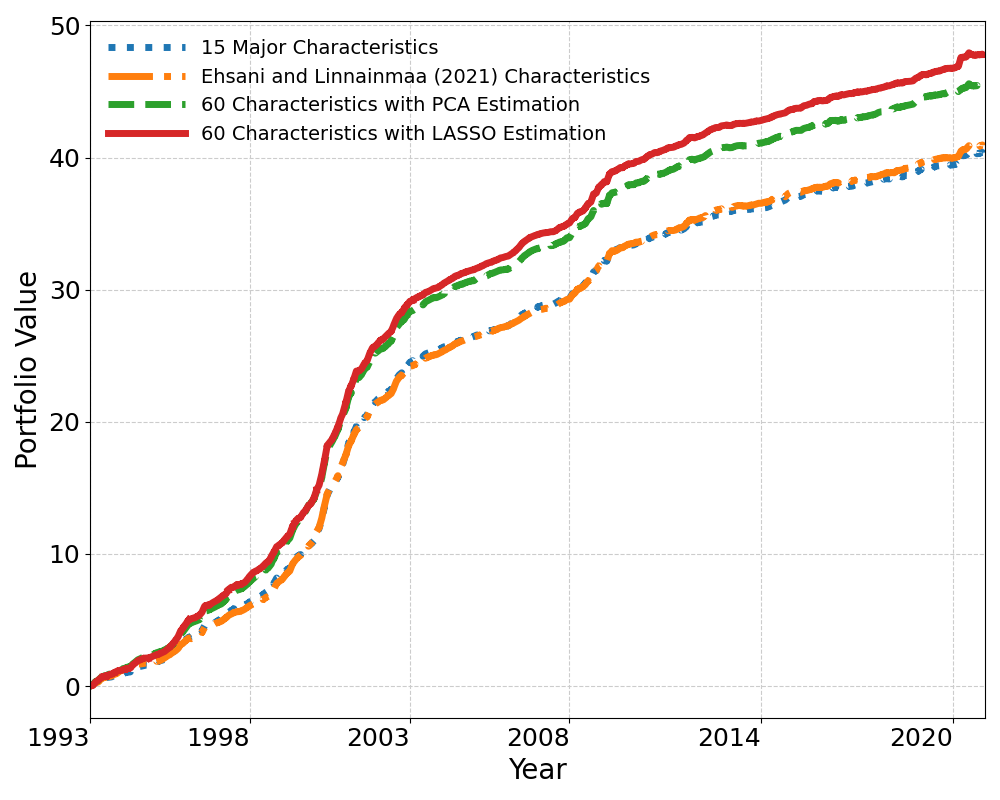 50
40
30
20
10
0
Portfolio Value
15 Major Characteristics
Ehsani and Linnainmaa (2021) Characteristics
60 Characteristics with PCA Estimation
60 Characteristics with LASSO Estimation
1993 1998 2003 2008 2014 2020
Year